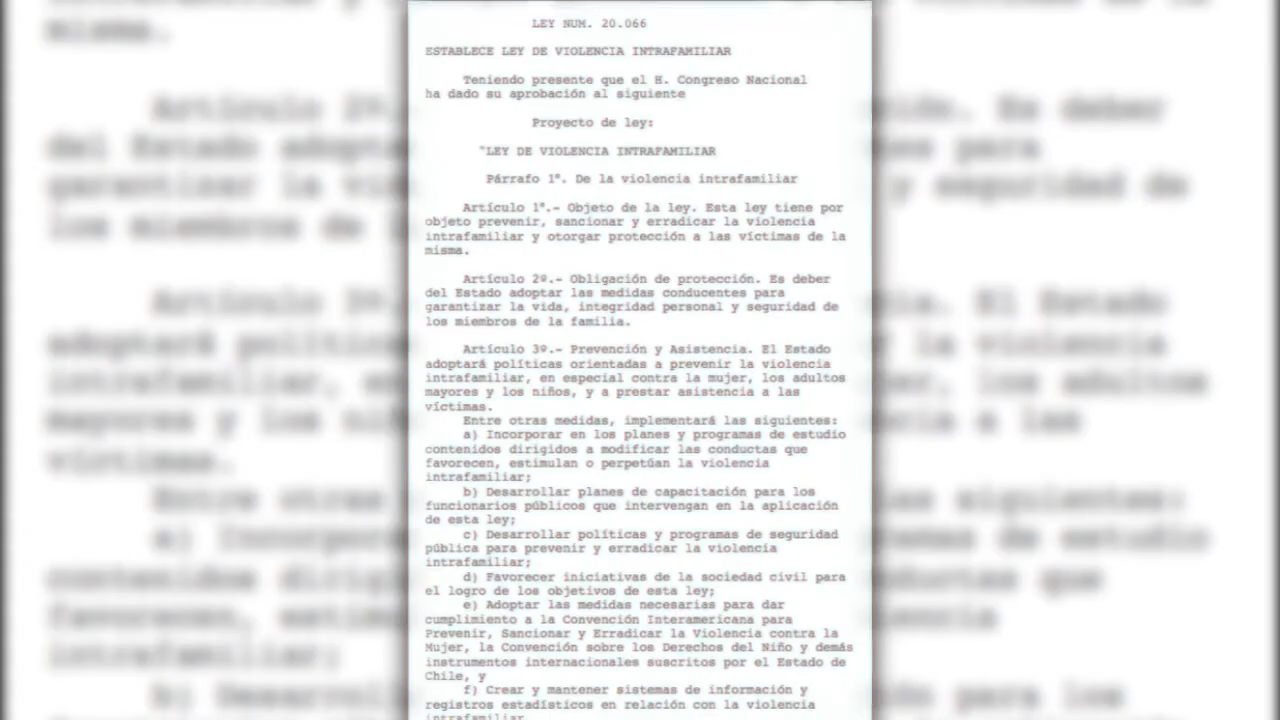 LEY NUM. 20.066
ESTABLECE LEY DE VIOLENCIA INTRAFAMILIAR
Teniendo presente que el H. Congreso Nacional
ha dado su aprobación al siguiente
Proyecto de ley:
"LEY DE VIOLENCIA INTRAFAMILIAR
Párrafo 1º. De la violencia intrafamiliar
Artículo 1º.- Objeto de la ley. Esta ley tiene por
objeto prevenir, sancionar y erradicar la violencia
intrafamiliar y otorgar protección a las víctimas de la
misma.
Artículo 2º.- Obligación de protección. Es deber
del Estado adoptar las medidas conducentes para
garantizar la vida, integridad personal y seguridad de
los miembros de la familia.
Artículo 3º.- Prevención y Asistencia. El Estado
adoptará políticas orientadas a prevenir la violencia
intrafamiliar, en especial contra la mujer, los adultos
mayores y los niños, y a prestar asistencia a las
víctimas.
Entre otras medidas, implementará las siguientes:
a) Incorporar en los planes y programas de estudio
contenidos dirigidos a modificar las conductas que
favorecen, estimulan o perpetúan la violencia
intrafamiliar;
b) Desarrollar planes de capacitación para los
funcionarios públicos que intervengan en la aplicación
de esta ley;
c) Desarrollar políticas y programas de seguridad
pública para prevenir y erradicar la violencia
intrafamiliar;
d) Favorecer iniciativas de la sociedad civil para
el logro de los objetivos de esta ley;
e) Adoptar las medidas necesarias para dar
cumplimiento a la Convención Interamericana para
Prevenir, Sancionar y Erradicar la Violencia contra la
Mujer, la Convención sobre los Derechos del Niño y demás
instrumentos internacionales suscritos por el Estado de
Chile, y
f) Crear y mantener sistemas de información y
registros estadísticos en relación con la violencia
intrafamiliar